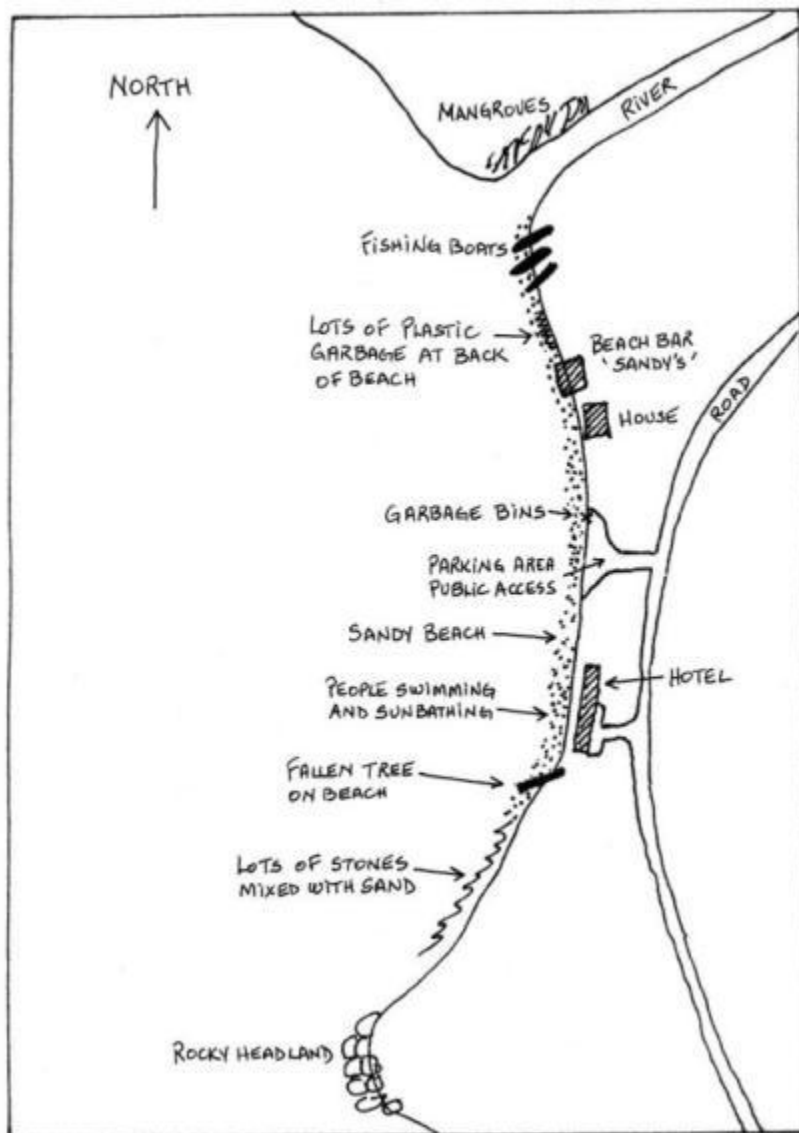 NORTH
MANGROVES
RIVER
FISHING BOATS
LOTS OF PLASTIC
GARBAGE AT BACK
OF BEACH
BEACH BAR
'SANDY'S'
HOUSE
ROAD
GARBAGE BINS
PARKING AREA
PUBLIC ACCESS
SANDY BEACH
HOTEL
PEOPLE SWIMMING
AND SUNBATHING
FALLEN TREE
ON BEACH
LOTS OF STONES
MIXED WITH SAND
ROCKY HEADLAND